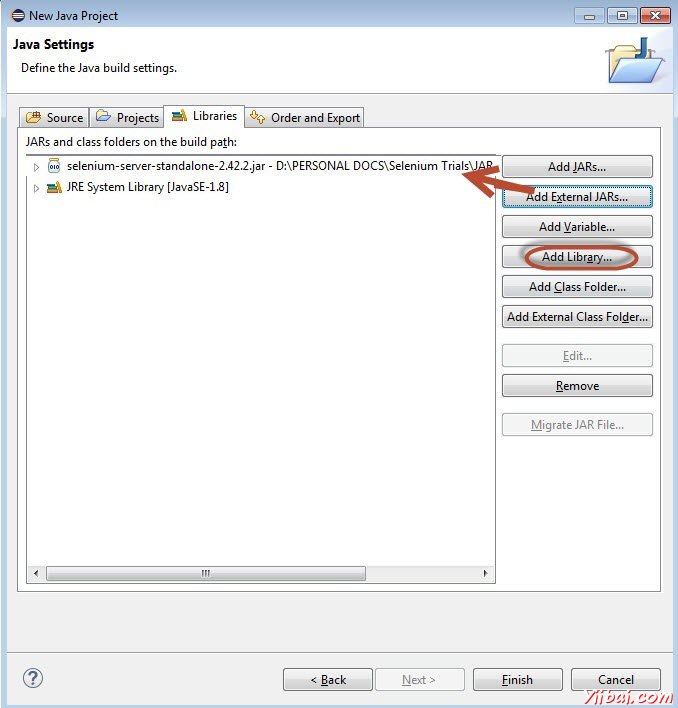 New Java Project
Java Settings
Define the Java build settings.
Source Projects Libraries Order and Export
JARs and class folders on the build path:
selenium-server-standalone-2.42.2.jar - D:\PERSONAL DOCS\Selenium Trials\JAR
JRE System Library [JavaSE-1.8]
Add JARs...
Add External JARs...
Add Variable...
Add Library...
Add Class Folder...
Add External Class Folder...
Edit...
Remove
Migrate JAR File...
?
< Back Next > Finish Cancel
Yiibai.com